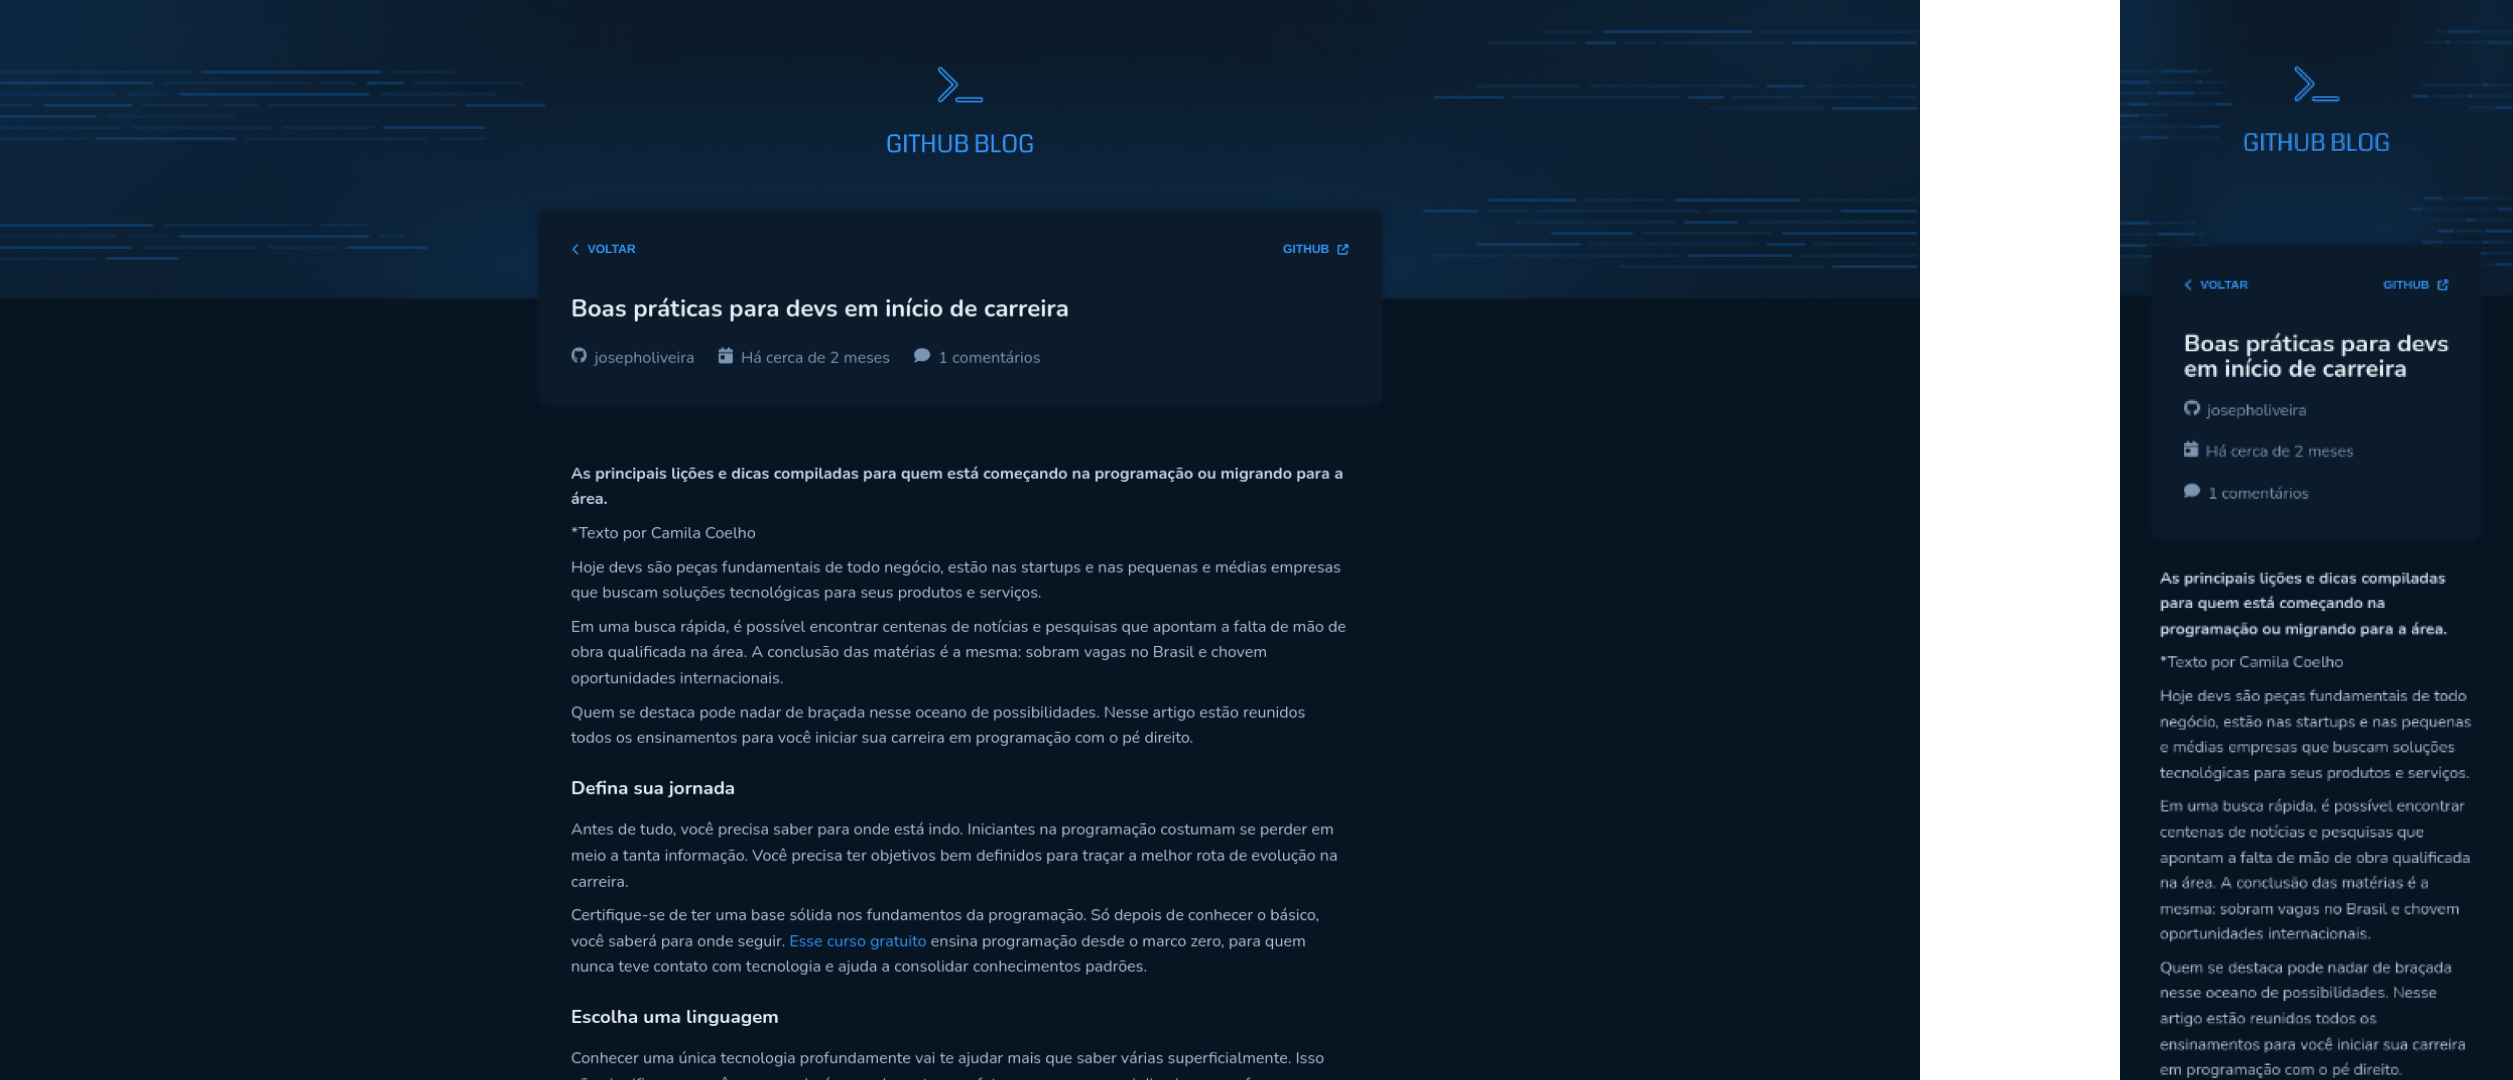 GITHUB BLOG
VOLTAR
GITHUB
Boas práticas para devs em início de carreira
josepholiveira
Há cerca de 2 meses
1 comentários
As principais lições e dicas compiladas para quem está começando na programação ou migrando para a
área.
*Texto por Camila Coelho
Hoje devs são peças fundamentais de todo negócio, estão nas startups e nas pequenas e médias empresas
que buscam soluções tecnológicas para seus produtos e serviços.
Em uma busca rápida, é possível encontrar centenas de notícias e pesquisas que apontam a falta de mão de
obra qualificada na área. A conclusão das matérias é a mesma: sobram vagas no Brasil e chovem
oportunidades internacionais.
Quem se destaca pode nadar de braçada nesse oceano de possibilidades. Nesse artigo estão reunidos
todos os ensinamentos para você iniciar sua carreira em programação com o pé direito.
Defina sua jornada
Antes de tudo, você precisa saber para onde está indo. Iniciantes na programação costumam se perder em
meio a tanta informação. Você precisa ter objetivos bem definidos para traçar a melhor rota de evolução na
carreira.
Certifique-se de ter uma base sólida nos fundamentos da programação. Só depois de conhecer o básico,
você saberá para onde seguir. Esse curso gratuito ensina programação desde o marco zero, para quem
nunca teve contato com tecnologia e ajuda a consolidar conhecimentos padrões.
Escolha uma linguagem
Conhecer uma única tecnologia profundamente vai te ajudar mais que saber várias superficialmente. Isso
GITHUB BLOG
VOLTAR
GITHUB
Boas práticas para devs
em início de carreira
josepholiveira
Há cerca de 2 meses
1 comentários
As principais lições e dicas compiladas
para quem está começando na
programação ou migrando para a área.
*Texto por Camila Coelho
Hoje devs são peças fundamentais de todo
negócio, estão nas startups e nas pequenas
e médias empresas que buscam soluções
tecnológicas para seus produtos e serviços.
Em uma busca rápida, é possível encontrar
centenas de notícias e pesquisas que
apontam a falta de mão de obra qualificada
na área. A conclusão das matérias é a
mesma: sobram vagas no Brasil e chovem
oportunidades internacionais.
Quem se destaca pode nadar de braçada
nesse oceano de possibilidades. Nesse
artigo estão reunidos todos os
ensinamentos para você iniciar sua carreira
em programação com o pé direito.